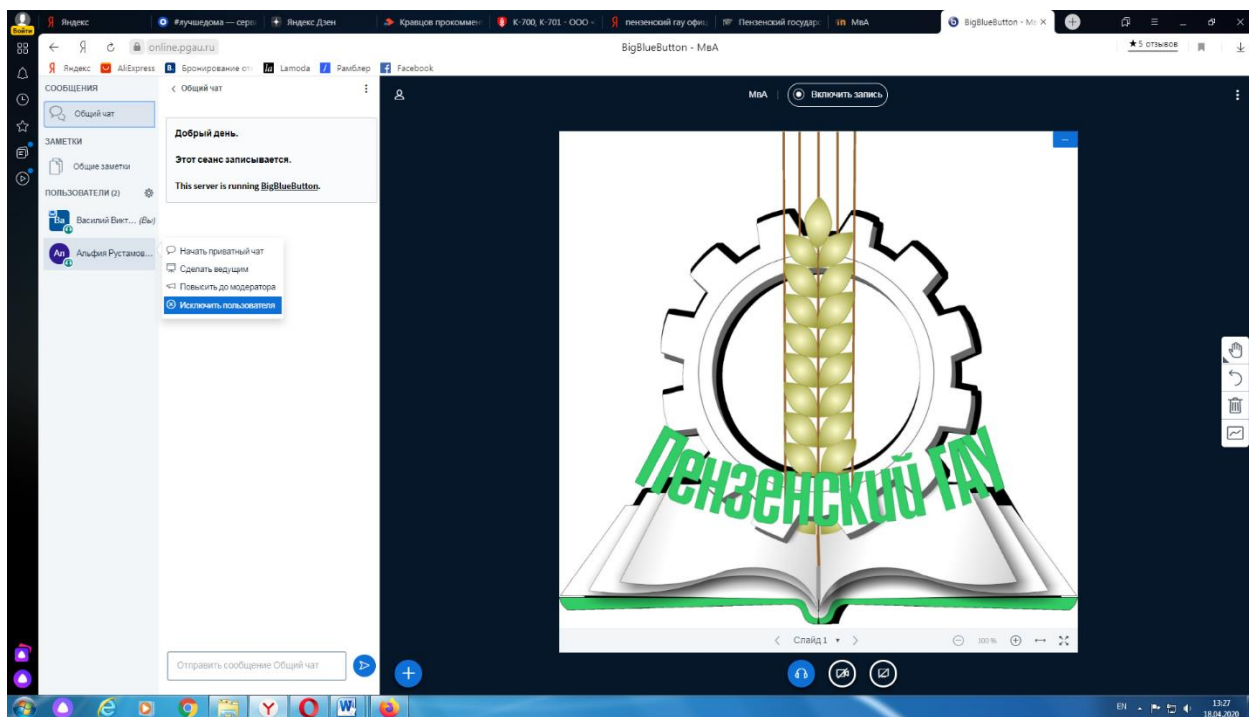 Яндекс
#лучшедома — серв
Яндекс.Дзен
Кравцов прокоммен
К-700, К-701 - ООО
пензенский гау офиц
Пензенский государс
МвА
BigBlueButton - Мв
Войти
online.pgau.ru
BigBlueButton - МвА
★ 5 отзывов
Яндекс
AliExpress
Бронирование от
Lamoda
Рамблер
Facebook
СООБЩЕНИЯ
Общий чат
ЗАМЕТКИ
Общие заметки
ПОЛЬЗОВАТЕЛИ (2)
Ва Василий Викт... (Вы)
Ал Альфия Рустамов...
Общий чат
Добрый день.
Этот сеанс записывается.
This server is running BigBlueButton.
Начать приватный чат
Сделать ведущим
Повысить до модератора
Исключить пользователя
Отправить сообщение Общий чат
МвА | Включить запись
Пензенский ГАУ
Слайд 1
100 %
EN
13:27
18.04.2020